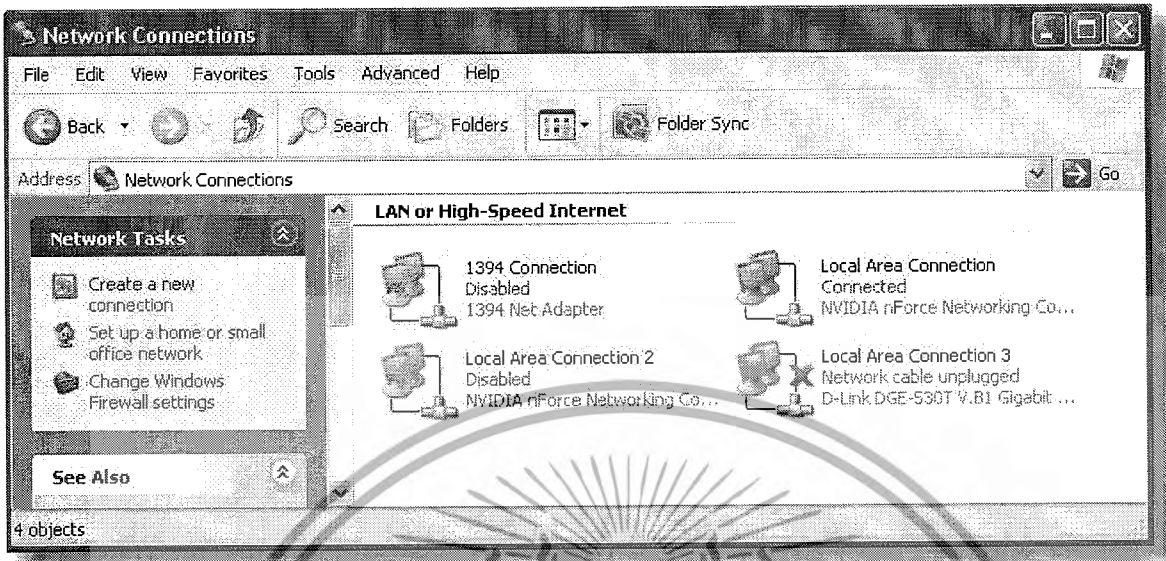 Network Connections
File Edit View Favorites Tools Advanced Help
Back Search Folders Folder Sync
Address Network Connections Go
Network Tasks
Create a new
connection
Set up a home or small
office network
Change Windows
Firewall settings
See Also
LAN or High-Speed Internet
1394 Connection
Disabled
1394 Net Adapter
Local Area Connection
Connected
NVIDIA nForce Networking Co...
Local Area Connection 2
Disabled
NVIDIA nForce Networking Co...
Local Area Connection 3
Network cable unplugged
D-Link DGE-530T V.B1 Gigabit ...
4 objects